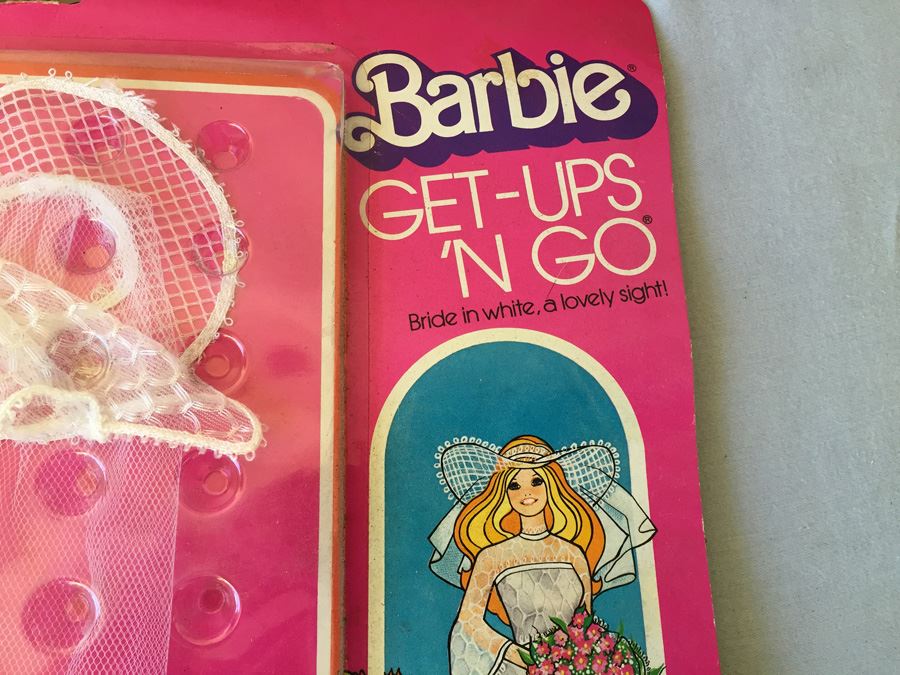 Barbie®
GET-UPS
'N GO®
Bride in white, a lovely sight!